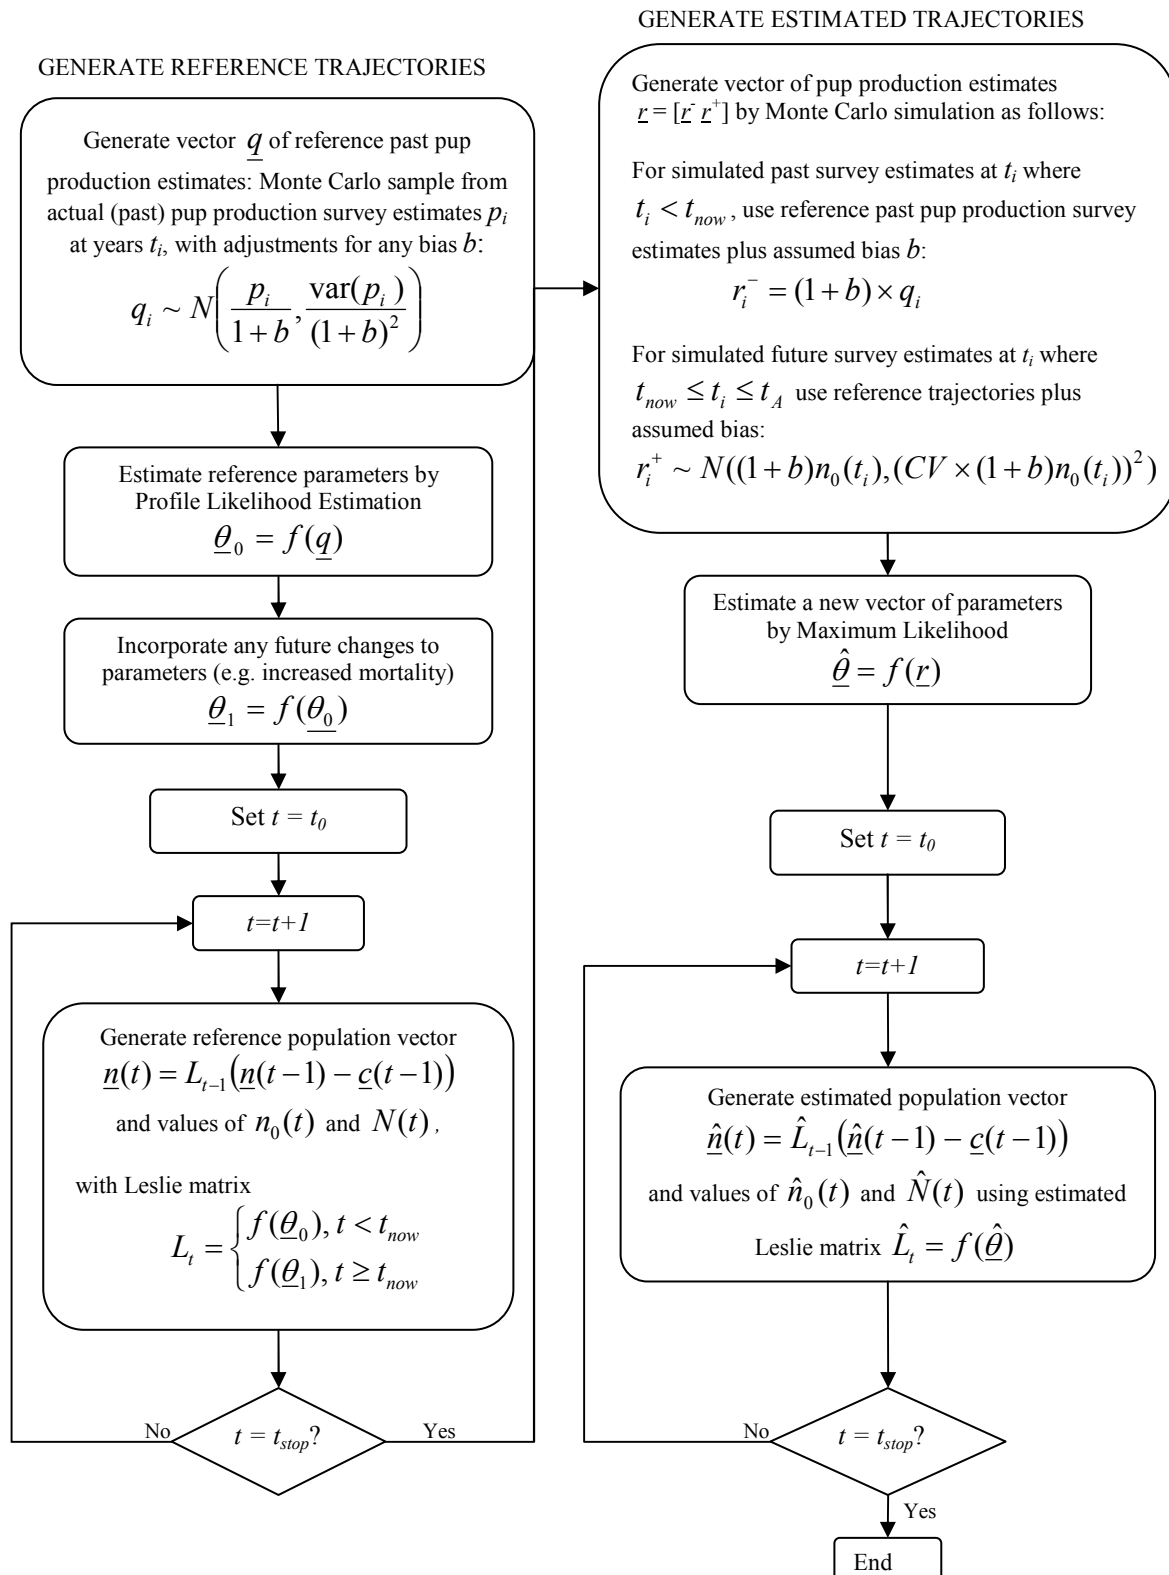 GENERATE REFERENCE TRAJECTORIES
Generate vector q of reference past pup
production estimates: Monte Carlo sample from
actual (past) pup production survey estimates p_i
at years t_i, with adjustments for any bias b:
q_i ~ N(p_i / (1 + b), var(p_i) / (1 + b)^2)
Estimate reference parameters by
Profile Likelihood Estimation
θ_0 = f(q)
Incorporate any future changes to
parameters (e.g. increased mortality)
θ_1 = f(θ_0)
Set t = t_0
t=t+1
Generate reference population vector
n(t) = L_{t−1}(n(t−1) − c(t−1))
and values of n_0(t) and N(t),
with Leslie matrix
L_t = { f(θ_0), t < t_now
f(θ_1), t ≥ t_now
t = t_stop?
No
Yes
GENERATE ESTIMATED TRAJECTORIES
Generate vector of pup production estimates
r = [r^- r^+] by Monte Carlo simulation as follows:
For simulated past survey estimates at t_i where
t_i < t_now, use reference past pup production survey
estimates plus assumed bias b:
r_i^− = (1 + b) × q_i
For simulated future survey estimates at t_i where
t_now ≤ t_i ≤ t_A use reference trajectories plus
assumed bias:
r_i^+ ~ N((1 + b)n_0(t_i), (CV × (1 + b)n_0(t_i))^2)
Estimate a new vector of parameters
by Maximum Likelihood
θ̂ = f(r)
Set t = t_0
t=t+1
Generate estimated population vector
n̂(t) = L̂_{t−1}(n̂(t−1) − c(t−1))
and values of n̂_0(t) and N̂(t) using estimated
Leslie matrix L̂_t = f(θ̂)
t = t_stop?
No
Yes
End